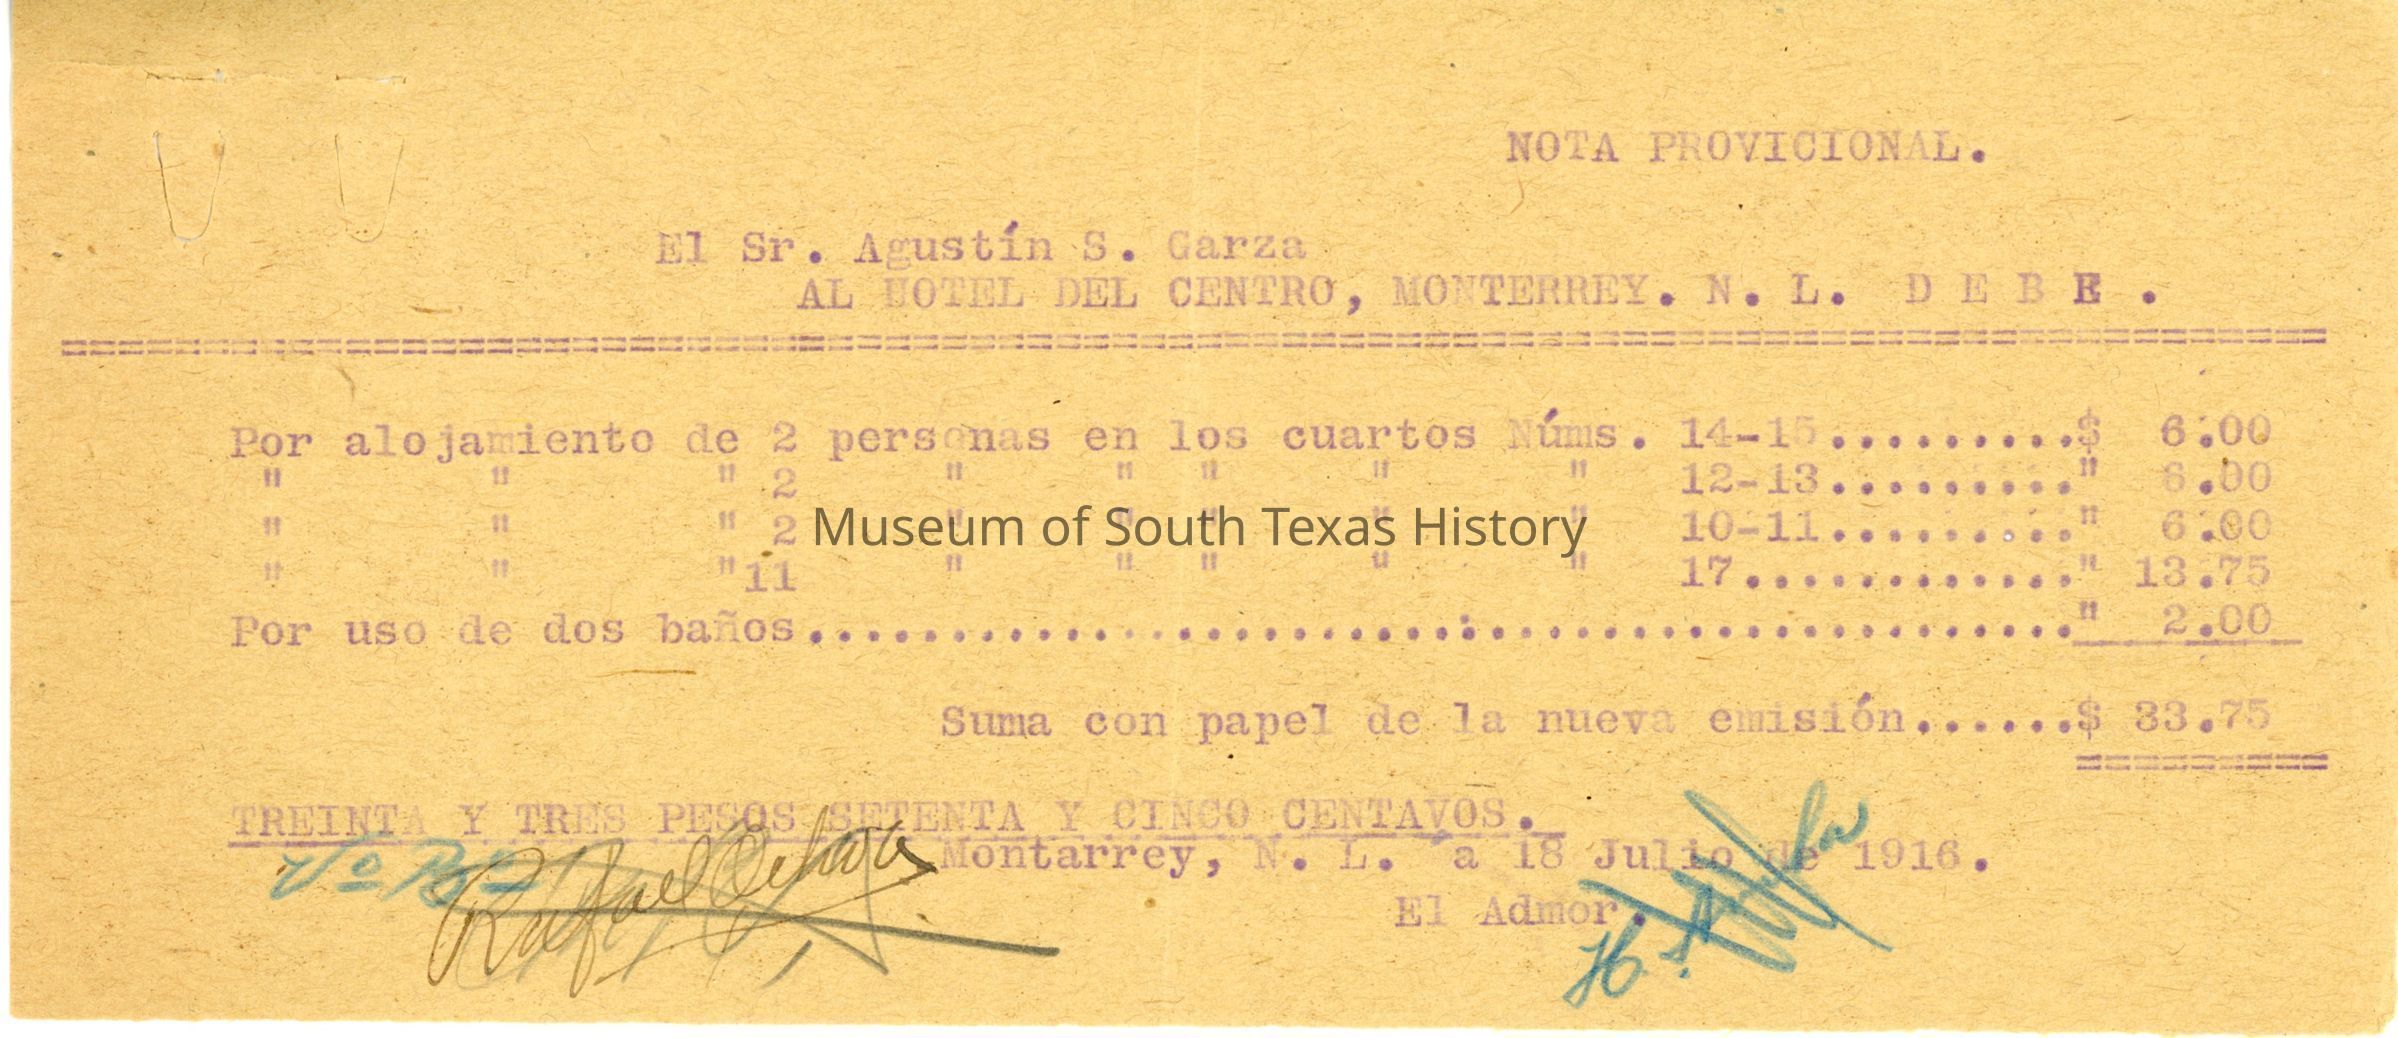 NOTA PROVICIONAL.
El Sr. Agustín S. Garza
AL HOTEL DEL CENTRO, MONTERREY. N. L. D E B E .
Por alojamiento de 2 personas en los cuartos Núms. 14-15..........$ 6.00
" " " 2 " " " " " 12-13........." 6.00
" " " 2 " " " " " 10-11........." 6.00
" " " 11 " " " " " 17............" 13.75
Por uso de dos baños............................................." 2.00
Museum of South Texas History
Suma con papel de la nueva emisión......$ 33.75
TREINTA Y TRES PESOS SETENTA Y CINCO CENTAVOS.
Montarrey, N. L. a 18 Julio de 1916.
Vo Bo
Rafael
El Admor.